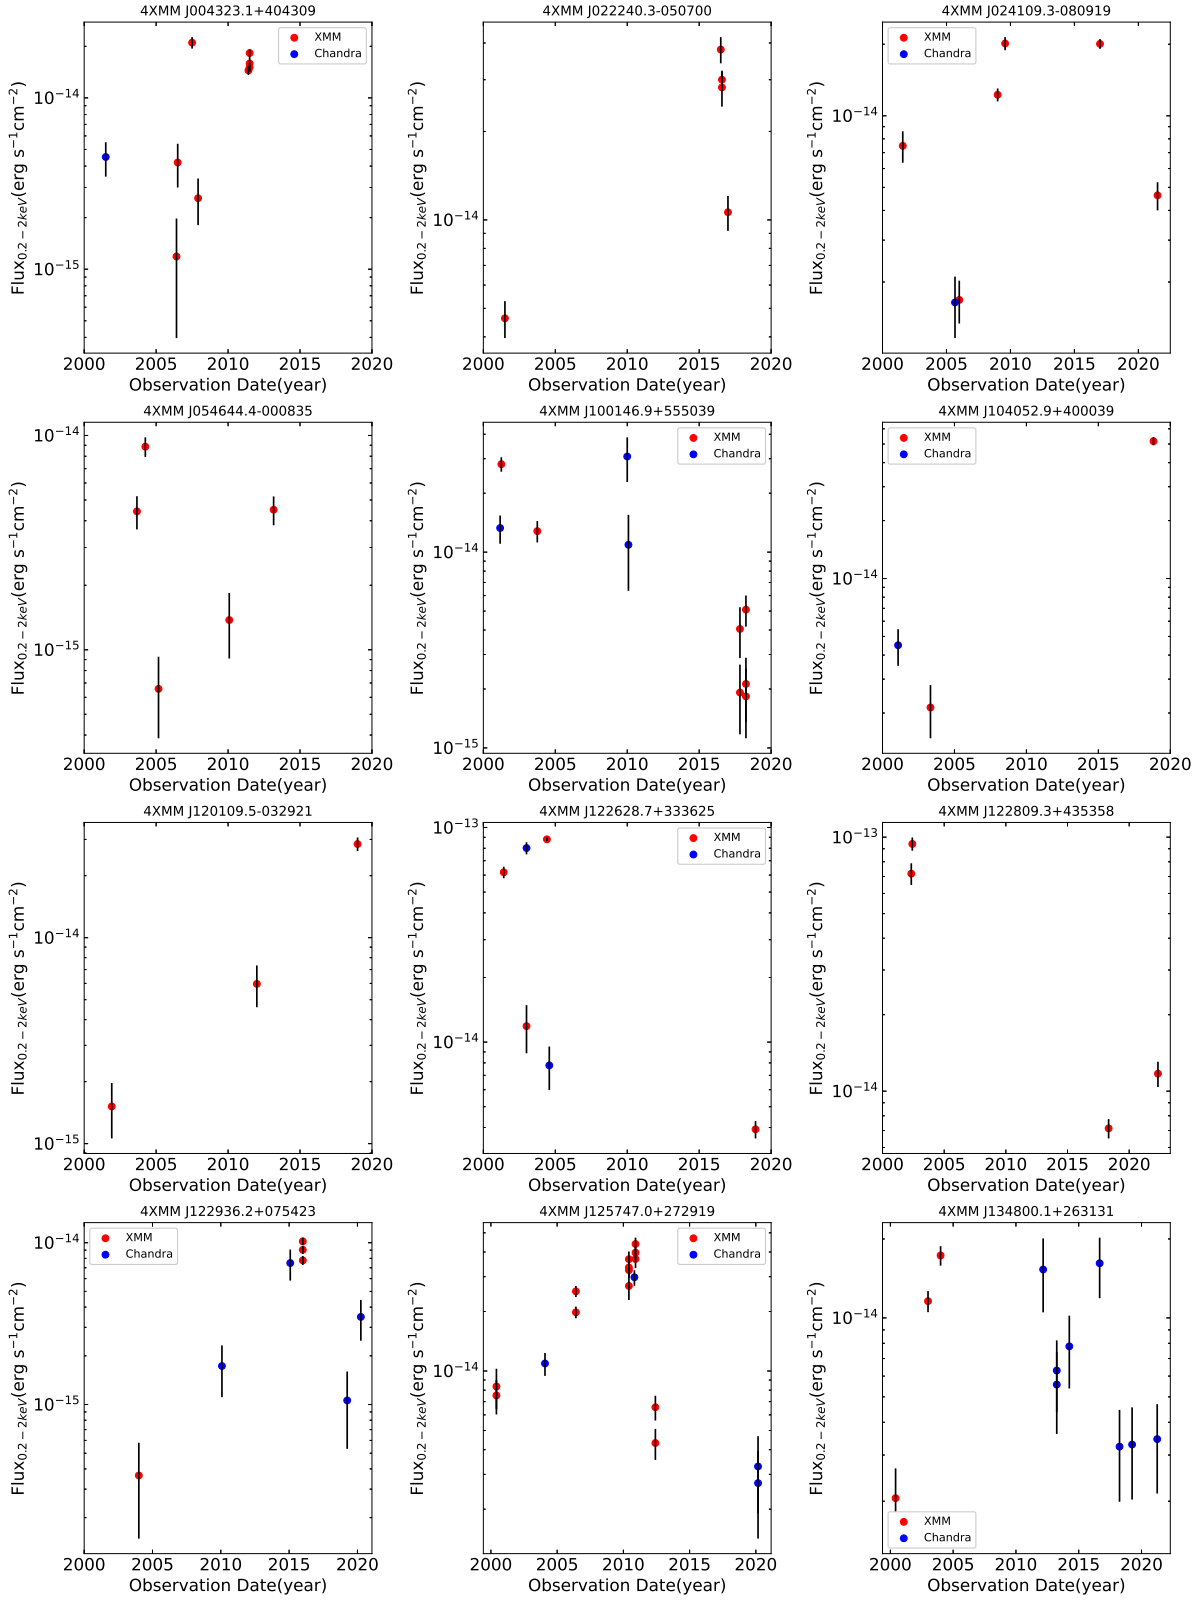 4XMM J004323.1+404309
XMM
Chandra
10−14
10−15
Flux0.2−2keV(erg s−1cm−2)
2000 2005 2010 2015 2020
Observation Date(year)
4XMM J022240.3-050700
10−14
Flux0.2−2keV(erg s−1cm−2)
2000 2005 2010 2015 2020
Observation Date(year)
4XMM J024109.3-080919
XMM
Chandra
10−14
Flux0.2−2keV(erg s−1cm−2)
2000 2005 2010 2015 2020
Observation Date(year)
4XMM J054644.4-000835
10−14
10−15
Flux0.2−2keV(erg s−1cm−2)
2000 2005 2010 2015 2020
Observation Date(year)
4XMM J100146.9+555039
XMM
Chandra
10−14
10−15
Flux0.2−2keV(erg s−1cm−2)
2000 2005 2010 2015 2020
Observation Date(year)
4XMM J104052.9+400039
XMM
Chandra
10−14
Flux0.2−2keV(erg s−1cm−2)
2000 2005 2010 2015 2020
Observation Date(year)
4XMM J120109.5-032921
10−14
10−15
Flux0.2−2keV(erg s−1cm−2)
2000 2005 2010 2015 2020
Observation Date(year)
4XMM J122628.7+333625
XMM
Chandra
10−13
10−14
Flux0.2−2keV(erg s−1cm−2)
2000 2005 2010 2015 2020
Observation Date(year)
4XMM J122809.3+435358
10−13
10−14
Flux0.2−2keV(erg s−1cm−2)
2000 2005 2010 2015 2020
Observation Date(year)
4XMM J122936.2+075423
XMM
Chandra
10−14
10−15
Flux0.2−2keV(erg s−1cm−2)
2000 2005 2010 2015 2020
Observation Date(year)
4XMM J125747.0+272919
XMM
Chandra
10−14
Flux0.2−2keV(erg s−1cm−2)
2000 2005 2010 2015 2020
Observation Date(year)
4XMM J134800.1+263131
10−14
XMM
Chandra
Flux0.2−2keV(erg s−1cm−2)
2000 2005 2010 2015 2020
Observation Date(year)